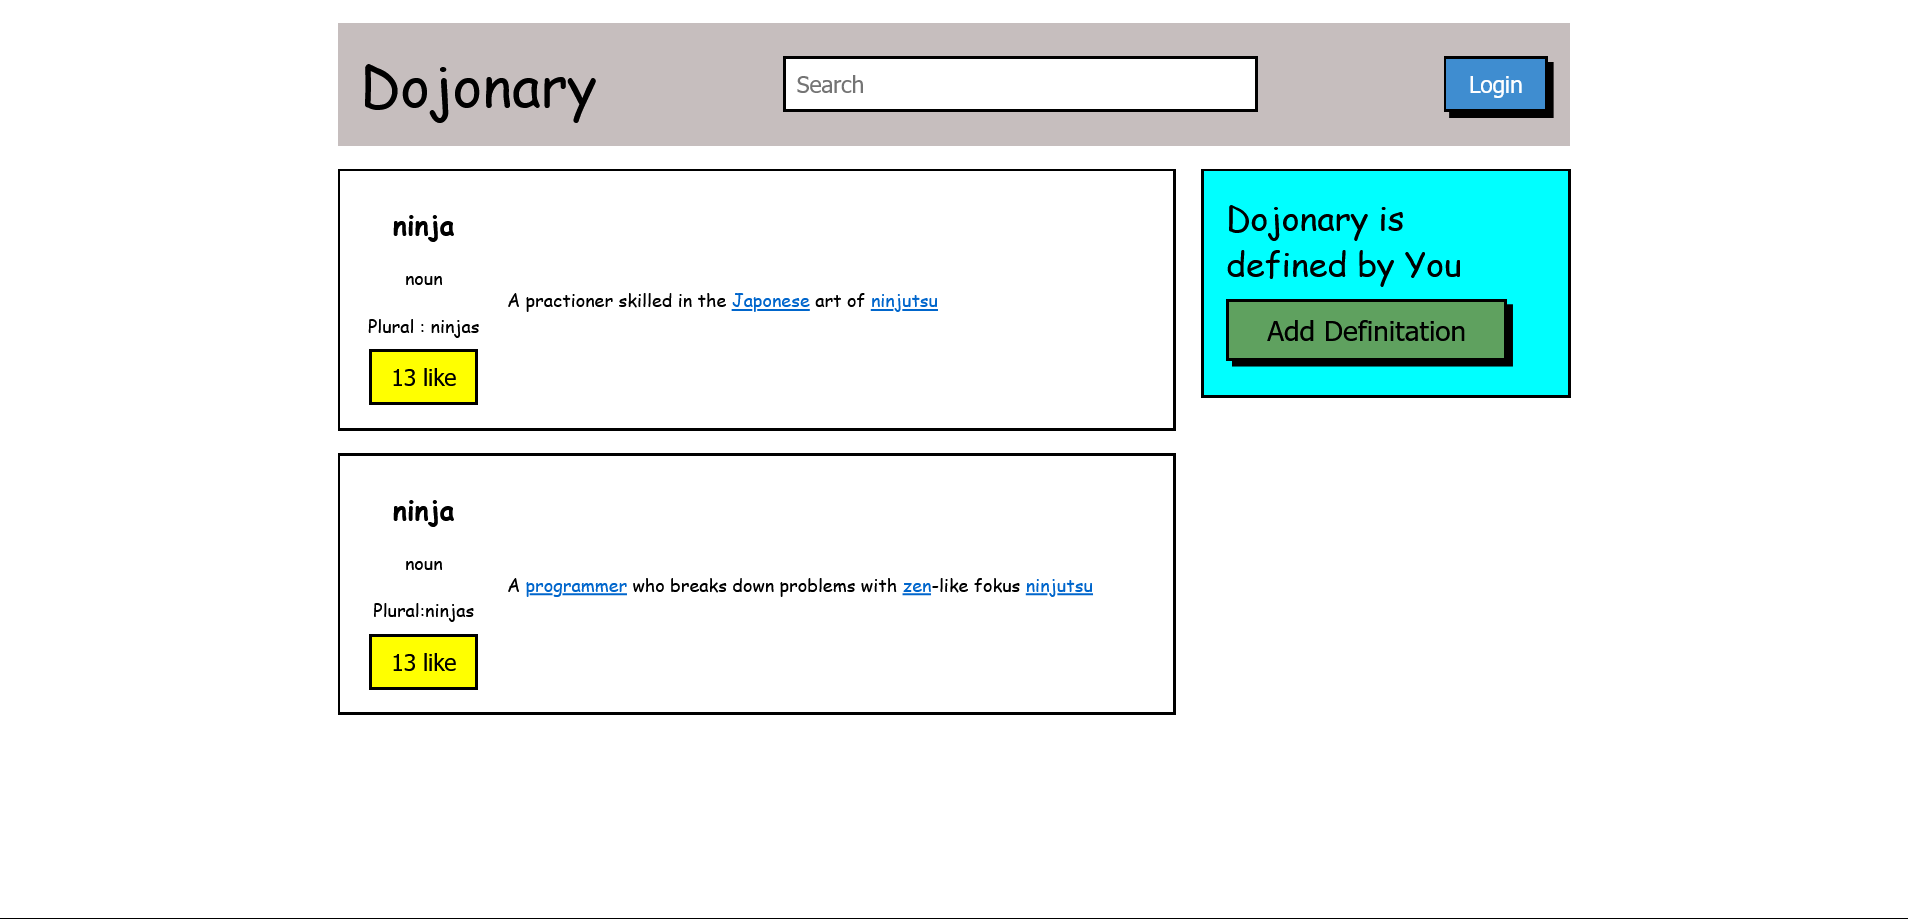 Dojonary
Search
Login
ninja
noun
Plural : ninjas
13 like
A practioner skilled in the Japonese art of ninjutsu
Dojonary is
defined by You
Add Definitation
ninja
noun
Plural:ninjas
13 like
A programmer who breaks down problems with zen-like fokus ninjutsu